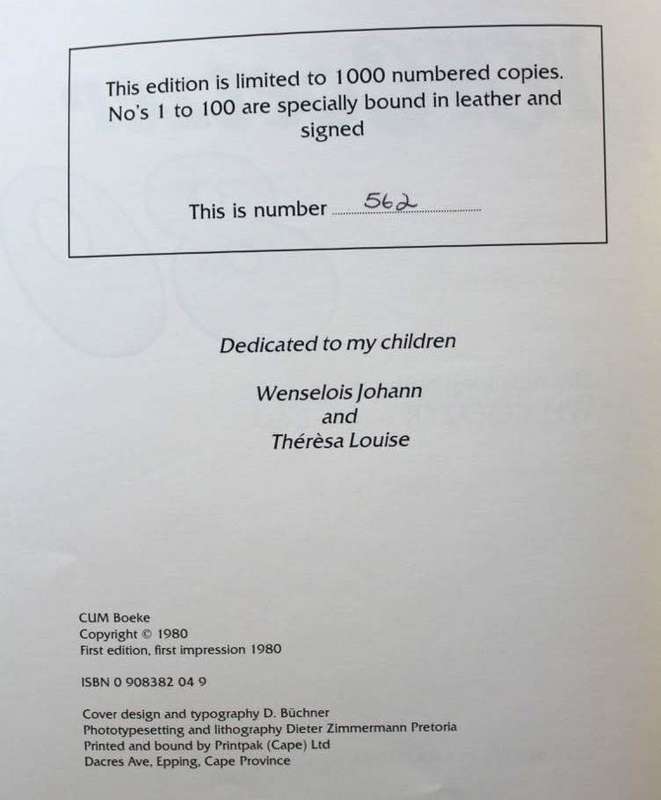 This edition is limited to 1000 numbered copies.
No's 1 to 100 are specially bound in leather and
signed
This is number 562
Dedicated to my children
Wenselois Johann
and
Thérèsa Louise
CUM Boeke
Copyright © 1980
First edition, first impression 1980
ISBN 0 908382 04 9
Cover design and typography D. Büchner
Phototypesetting and lithography Dieter Zimmermann Pretoria
Printed and bound by Printpak (Cape) Ltd
Dacres Ave, Epping, Cape Province